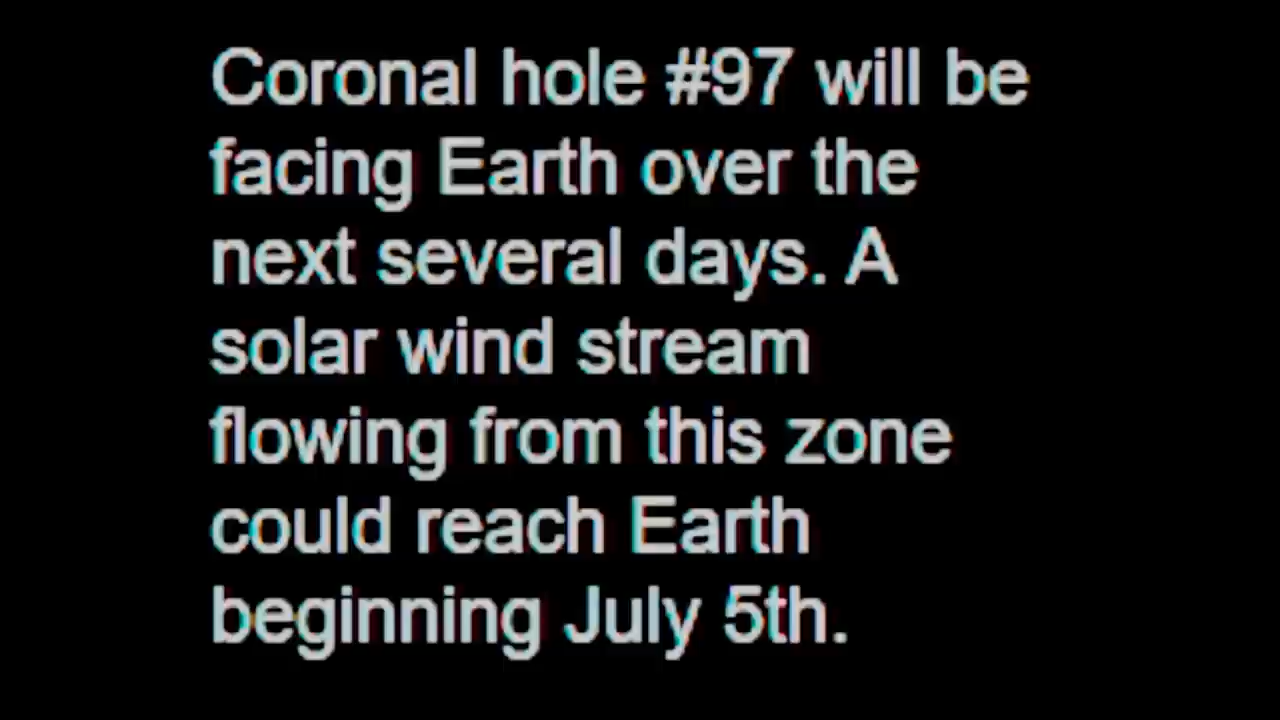 Coronal hole #97 will be
facing Earth over the
next several days. A
solar wind stream
flowing from this zone
could reach Earth
beginning July 5th.